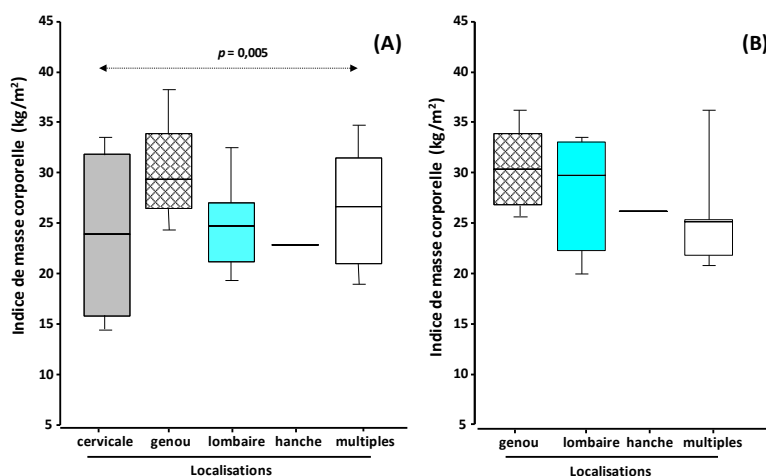 (A)
p = 0,005
Indice de masse corporelle (kg/m²)
45
40
35
30
25
20
15
10
5
cervicale genou lombaire hanche multiples
Localisations
(B)
Indice de masse corporelle (kg/m²)
45
40
35
30
25
20
15
10
5
genou lombaire hanche multiples
Localisations